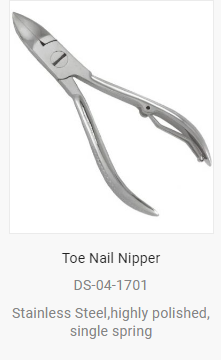 Toe Nail Nipper
DS-04-1701
Stainless Steel,highly polished,
single spring